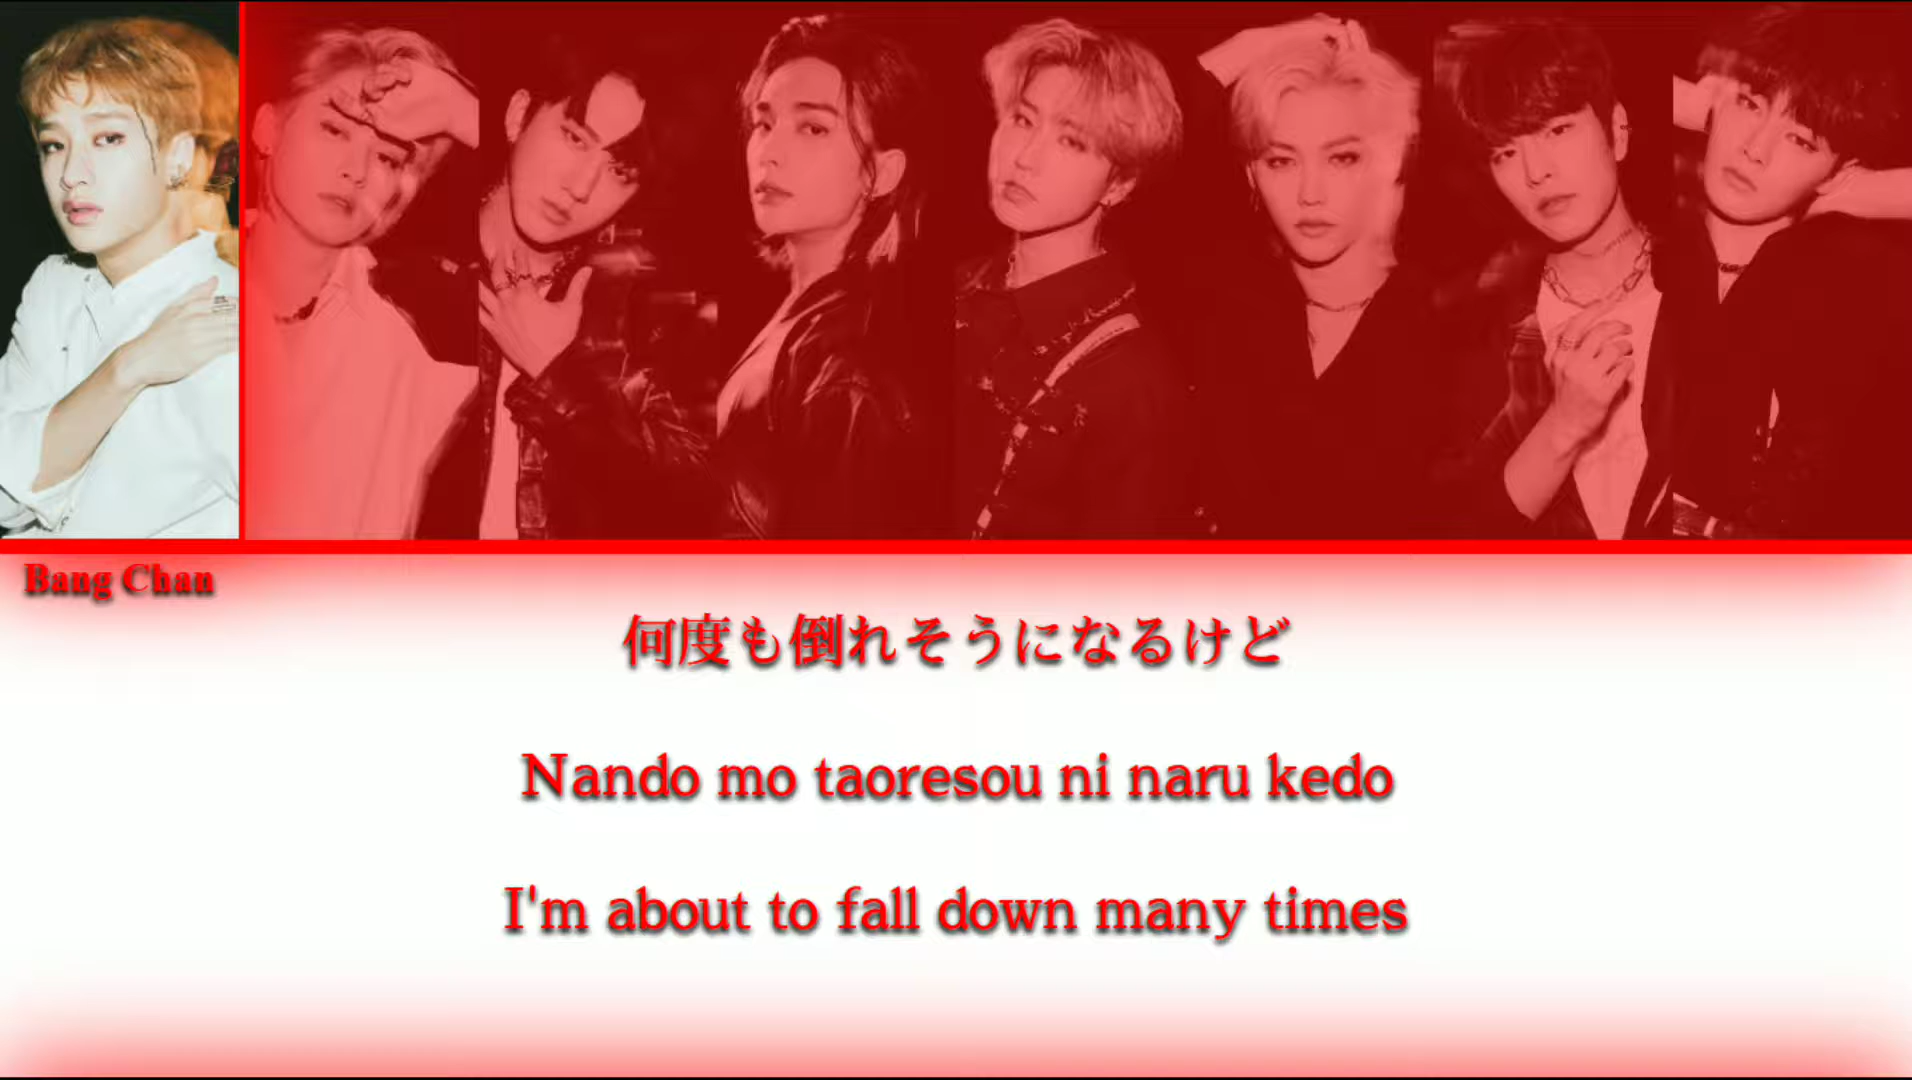 Bang Chan
何度も倒れそうになるけど
Nando mo taoresou ni naru kedo
I'm about to fall down many times